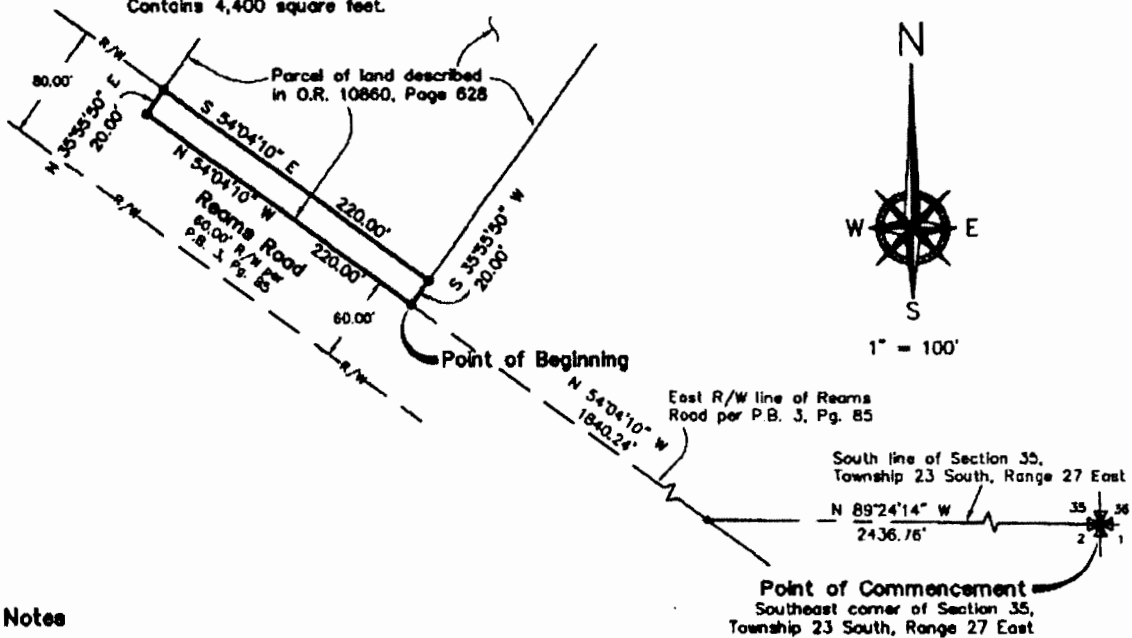 Contains 4,400 square feet.
R/W
80.00'
N 35°55'50" E
20.00'
Parcel of land described
in O.R. 10860, Page 628
S 54°04'10" E
220.00'
N 54°04'10" W
220.00'
Reams Road
60.00' R/W per
P.B. 3, Pg. 85
R/W
S 35°55'50" W
20.00'
60.00'
R/W
Point of Beginning
N
W
E
S
1" = 100'
N 54°04'10" W
1840.24'
East R/W line of Reams
Road per P.B. 3, Pg. 85
South line of Section 35,
Township 23 South, Range 27 East
N 89°24'14" W
2436.76'
35 36
2 1
Point of Commencement
Southeast corner of Section 35,
Township 23 South, Range 27 East
Notes